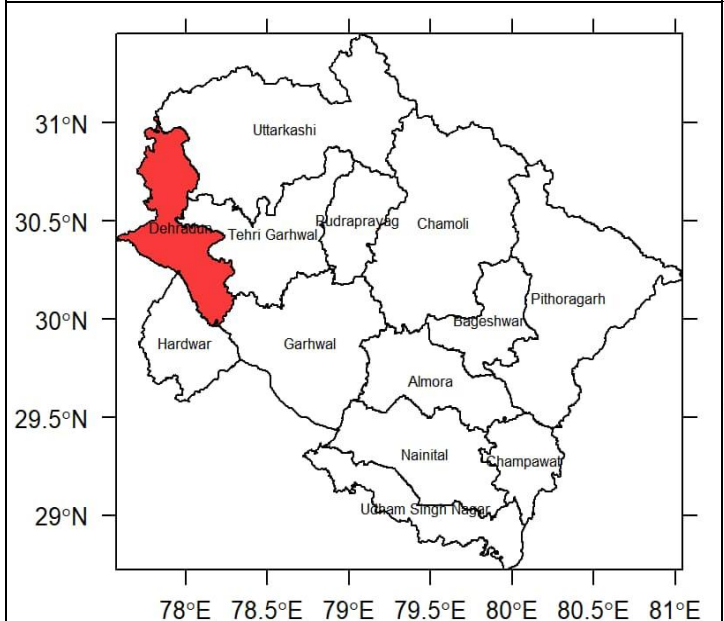 31°N
30.5°N
30°N
29.5°N
29°N
Uttarkashi
Dehradun
Tehri Garhwal
Rudraprayag
Chamoli
Pithoragarh
Bageshwar
Hardwar
Garhwal
Almora
Nainital
Champawat
Udham Singh Nagar
78°E 78.5°E 79°E 79.5°E 80°E 80.5°E 81°E